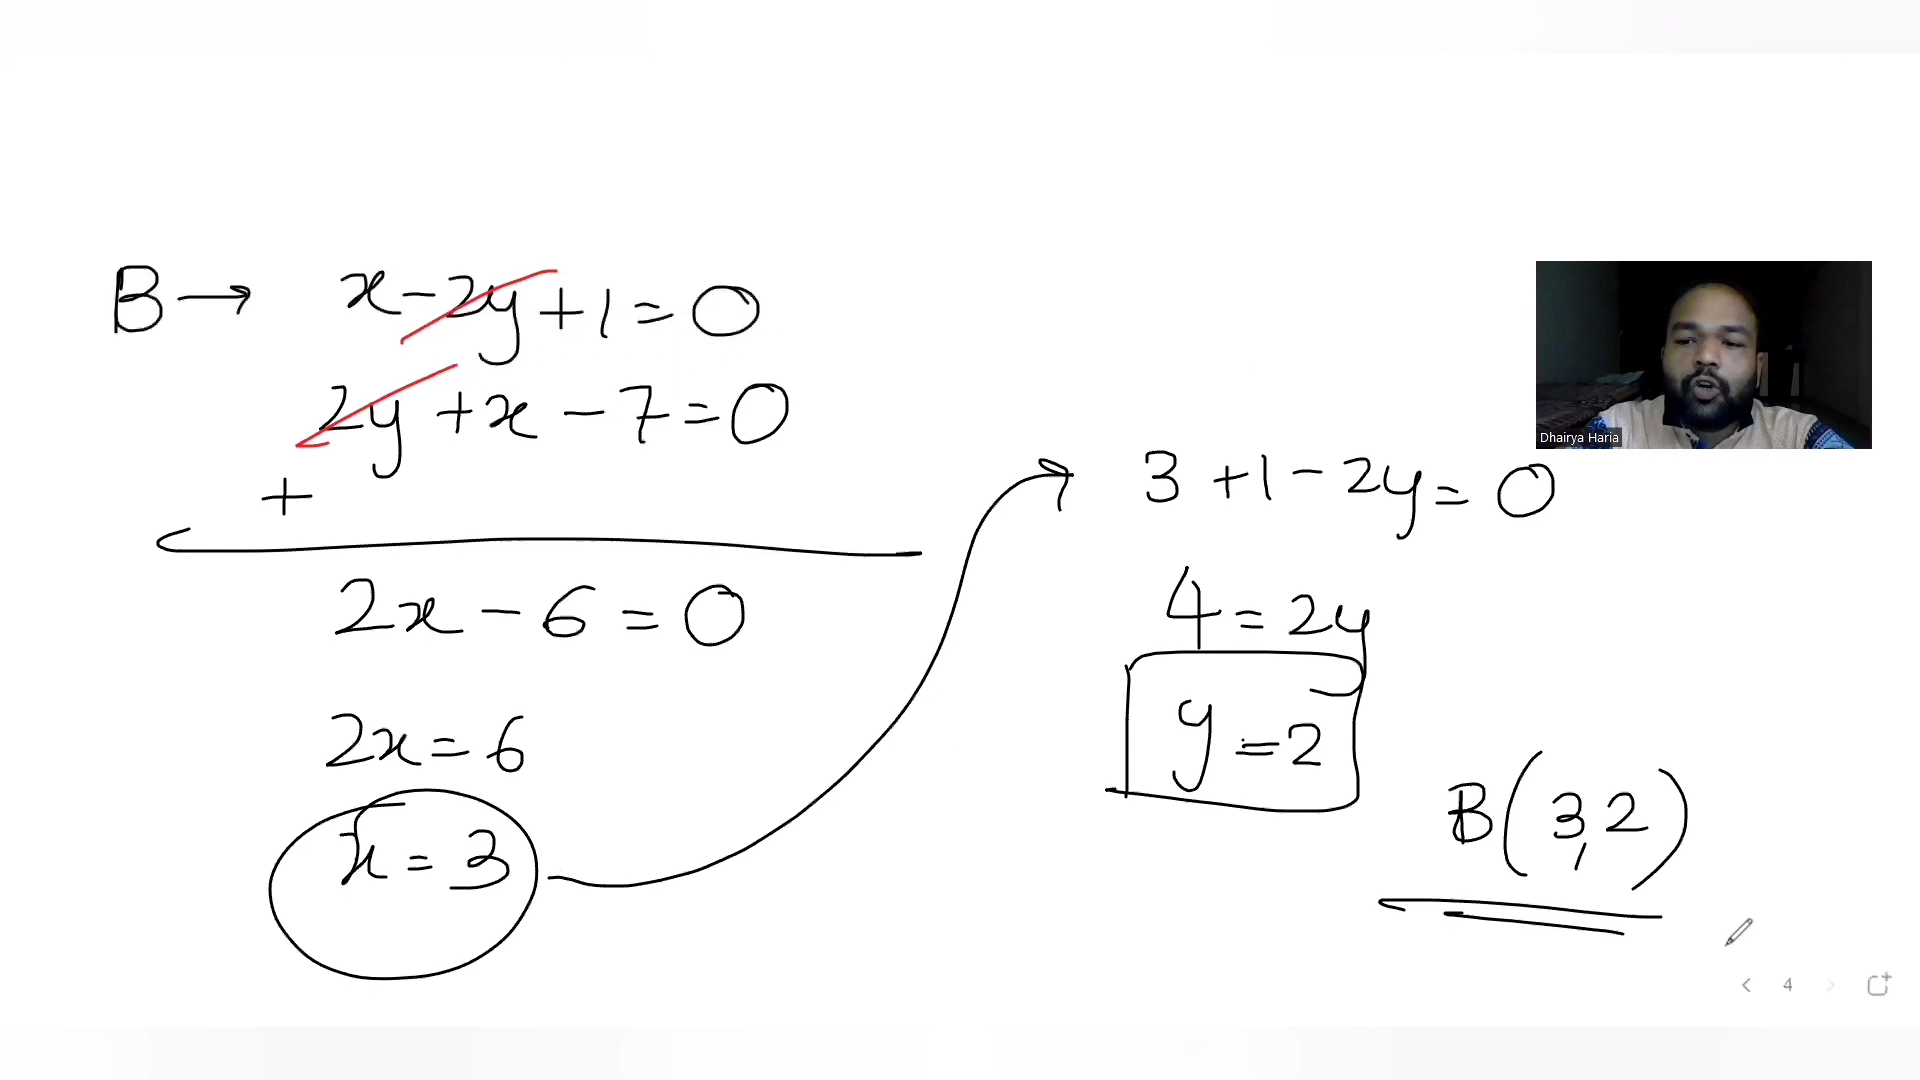 B → x - 2y + 1 = 0
2y + x - 7 = 0
+
2x - 6 = 0
2x = 6
x = 3
3 + 1 - 2y = 0
4 = 2y
y = 2
B(3,2)
Dhairya Haria
4